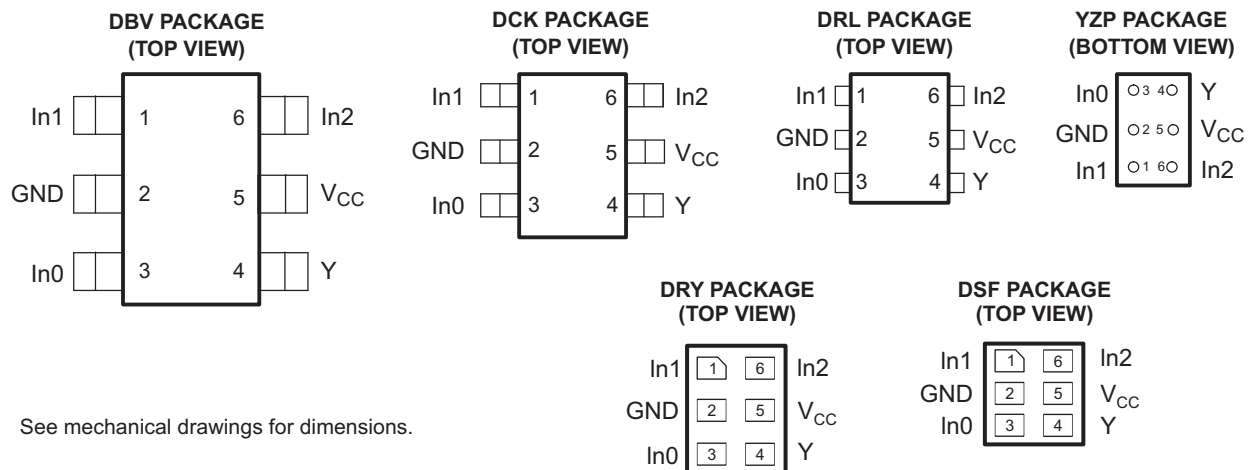 DBV PACKAGE
(TOP VIEW)
In1 1 6 In2
GND 2 5 VCC
In0 3 4 Y
DCK PACKAGE
(TOP VIEW)
In1 1 6 In2
GND 2 5 VCC
In0 3 4 Y
DRL PACKAGE
(TOP VIEW)
In1 1 6 In2
GND 2 5 VCC
In0 3 4 Y
YZP PACKAGE
(BOTTOM VIEW)
In0 3 4 Y
GND 2 5 VCC
In1 1 6 In2
DRY PACKAGE
(TOP VIEW)
In1 1 6 In2
GND 2 5 VCC
In0 3 4 Y
DSF PACKAGE
(TOP VIEW)
In1 1 6 In2
GND 2 5 VCC
In0 3 4 Y
See mechanical drawings for dimensions.